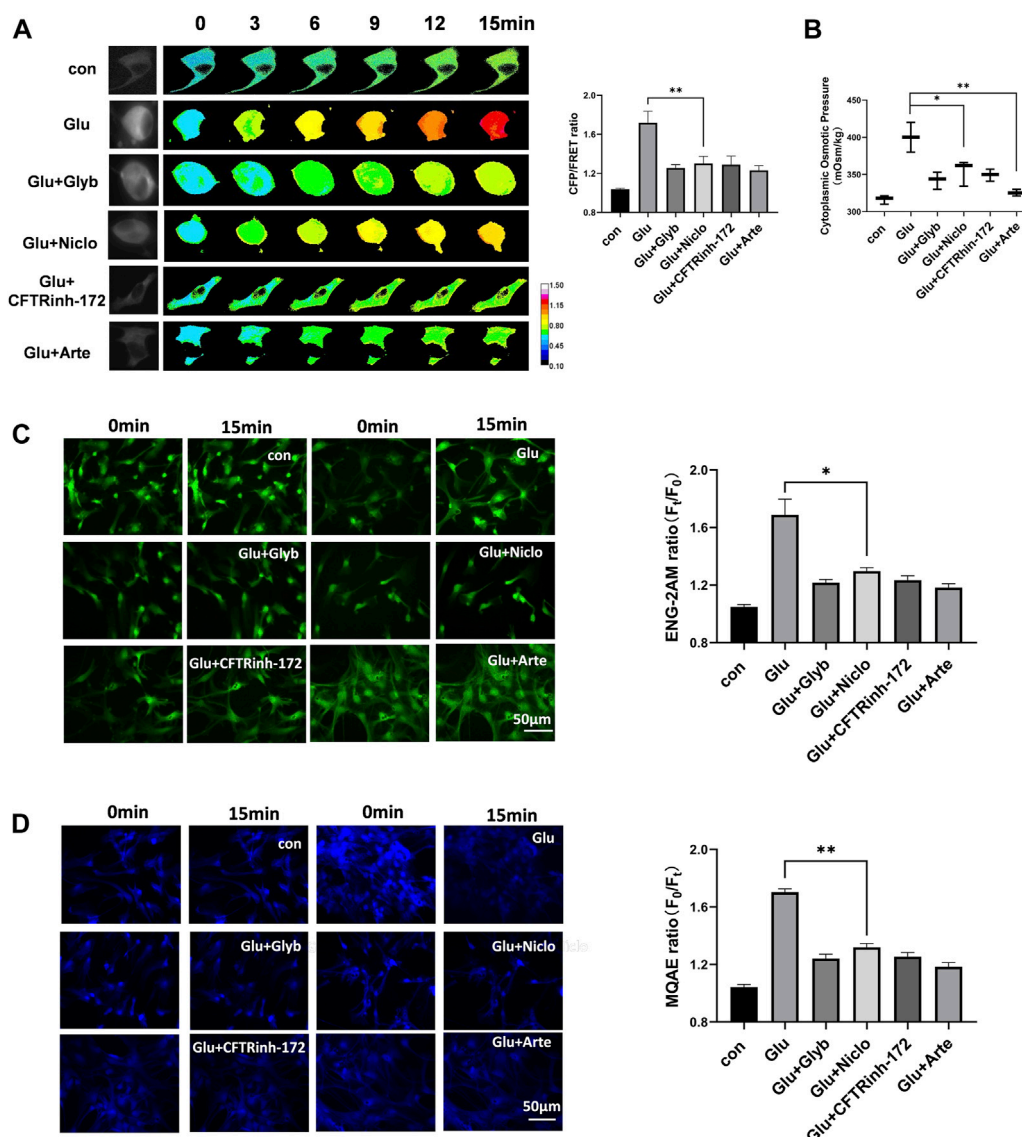 A
0 3 6 9 12 15min
con
Glu
Glu+Glyb
Glu+Niclo
Glu+
CFTRinh-172
Glu+Arte
1.50
1.15
0.80
0.45
0.10
CFP/FRET ratio
1.8
1.6
1.4
1.2
1.0
**
con
Glu
Glu+Glyb
Glu+Niclo
Glu+CFTRinh-172
Glu+Arte
B
Cytoplasmic Osmotic Pressure
(mOsm/kg)
450
400
350
300
**
*
con
Glu
Glu+Glyb
Glu+Niclo
Glu+CFTRhin-172
Glu+Arte
C
0min 15min 0min 15min
con
Glu
Glu+Glyb
Glu+Niclo
Glu+CFTRinh-172
Glu+Arte
50μm
ENG-2AM ratio (Ft/F0)
2.0
1.6
1.2
0.8
*
con
Glu
Glu+Glyb
Glu+Niclo
Glu+CFTRinh-172
Glu+Arte
D
0min 15min 0min 15min
con
Glu
Glu+Glyb
Glu+Niclo
Glu+CFTRinh-172
Glu+Arte
50μm
MQAE ratio (F0/Ft)
2.0
1.6
1.2
0.8
**
con
Glu
Glu+Glyb
Glu+Niclo
Glu+CFTRinh-172
Glu+Arte